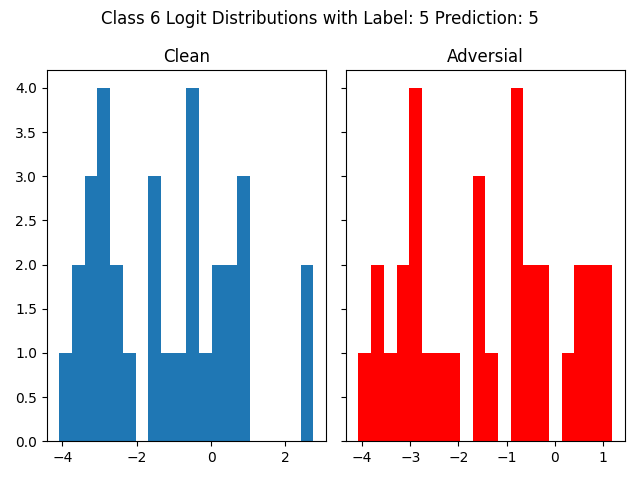 Class 6 Logit Distributions with Label: 5 Prediction: 5
Clean
Adversial
4.0
3.5
3.0
2.5
2.0
1.5
1.0
0.5
0.0
−4 −2 0 2
−4 −3 −2 −1 0 1